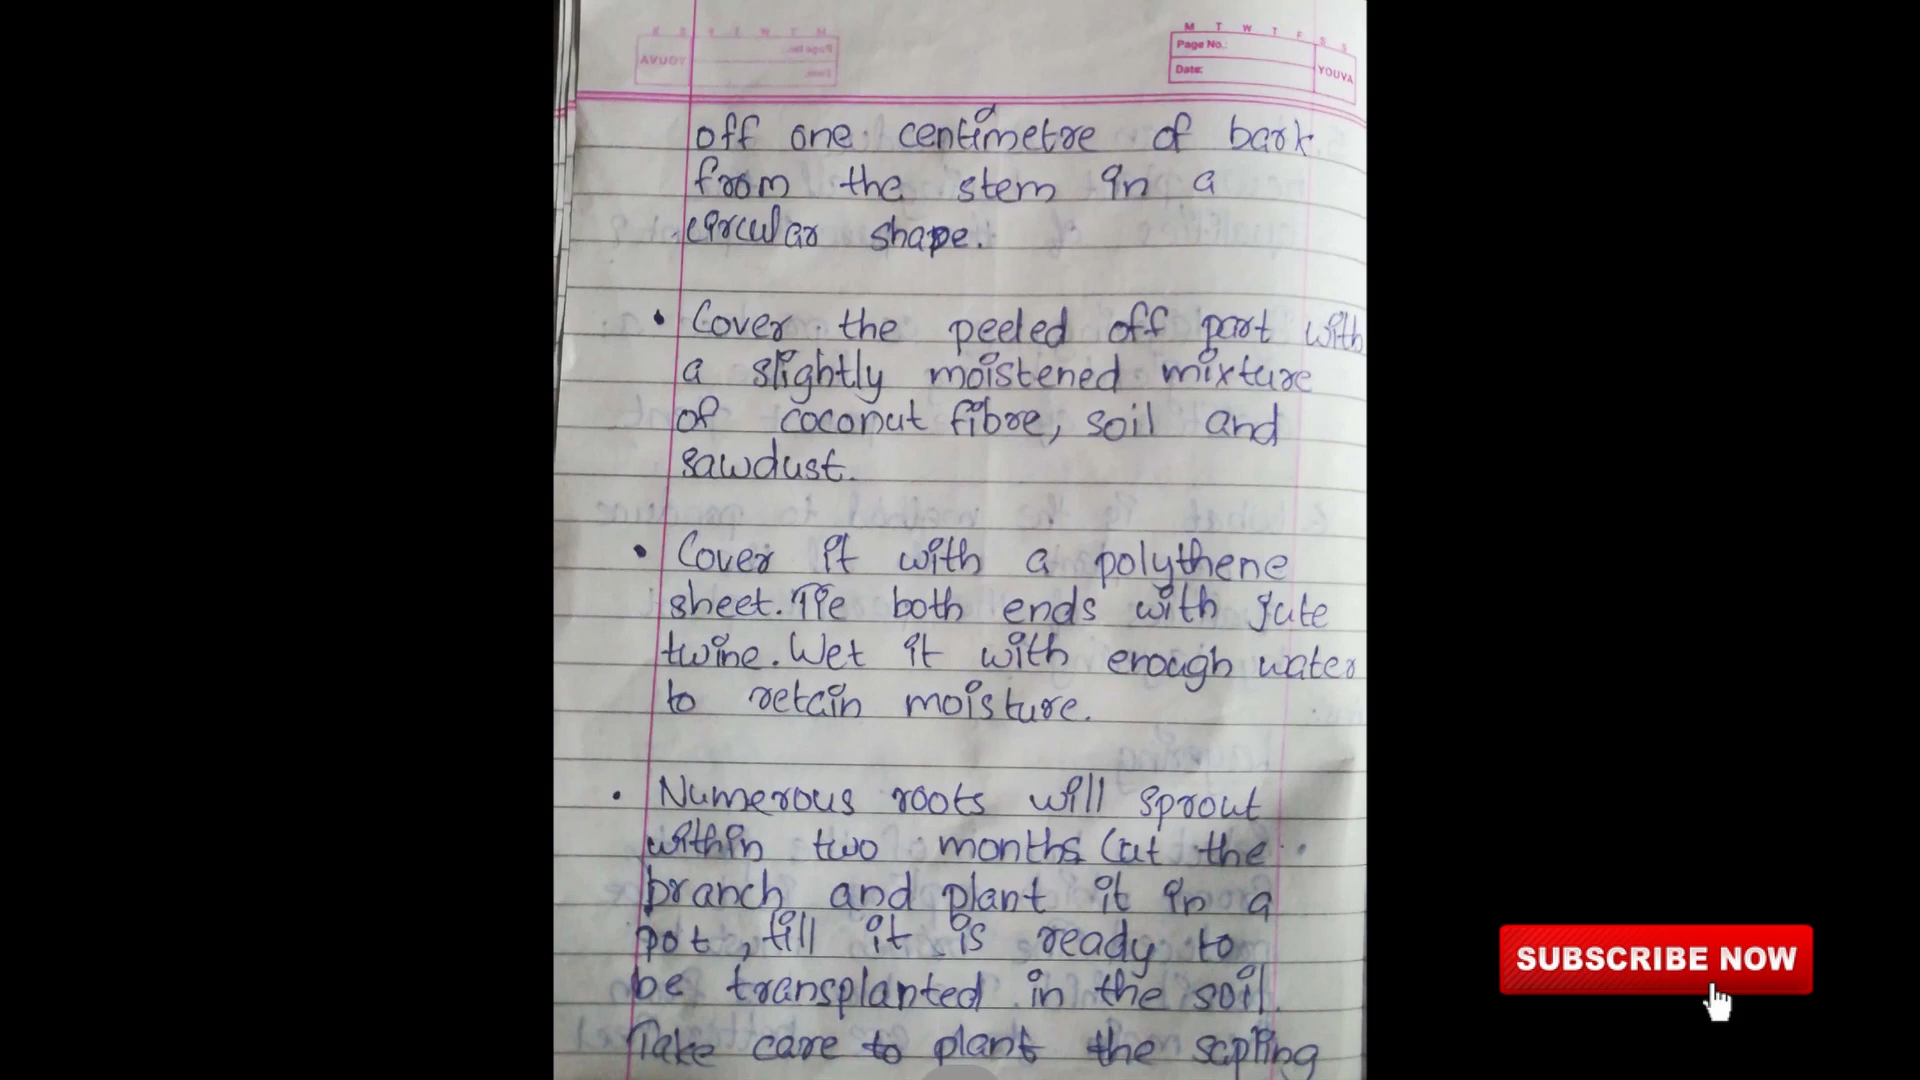 M T W T F S S
Page No.:
Date:
YOUVA
off one centimetre of bark
from the stem in a
circular shape.
• Cover the peeled off part with
a slightly moistened mixture
of coconut fibre, soil and
sawdust.
• Cover it with a polythene
sheet. Tie both ends with jute
twine. Wet it with enough water
to retain moisture.
• Numerous roots will sprout
within two months. Cut the
branch and plant it in a
pot, till it is ready to
be transplanted in the soil.
Take care to plant the sapling
SUBSCRIBE NOW